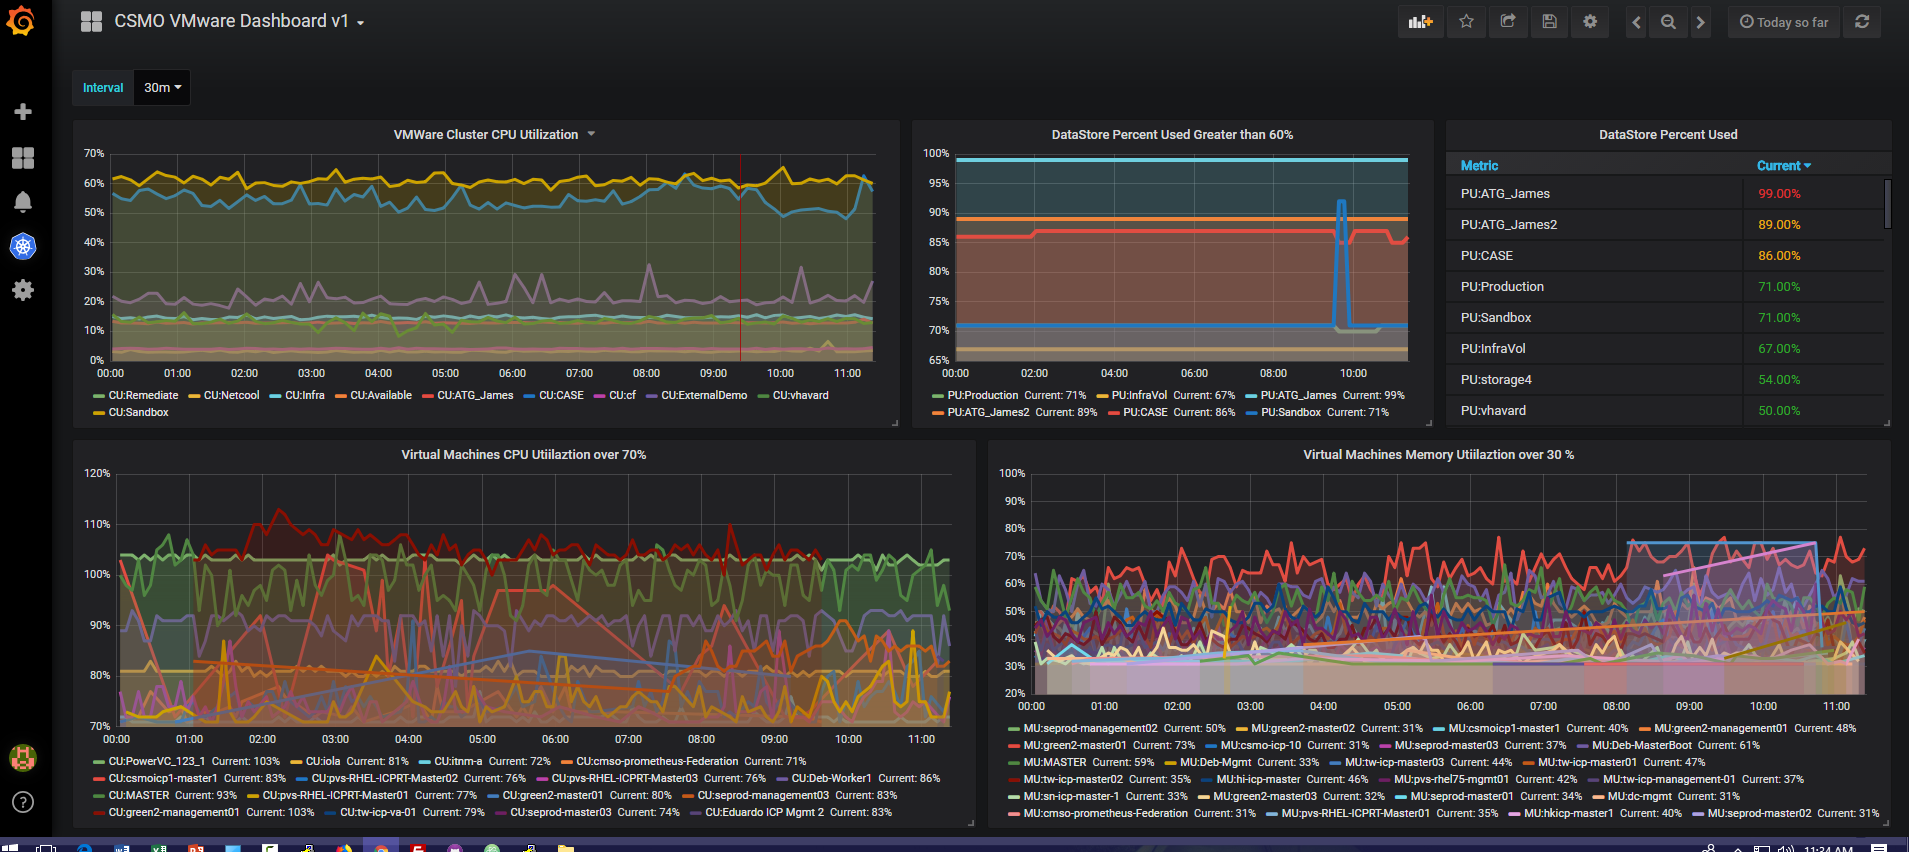 CSMO VMware Dashboard v1
Today so far
Interval 30m
VMWare Cluster CPU Utilization
70%
60%
50%
40%
30%
20%
10%
0%
00:00 01:00 02:00 03:00 04:00 05:00 06:00 07:00 08:00 09:00 10:00 11:00
CU:Remediate CU:Netcool CU:Infra CU:Available CU:ATG_James CU:CASE CU:cf CU:ExternalDemo CU:vhavard
CU:Sandbox
DataStore Percent Used Greater than 60%
100%
95%
90%
85%
80%
75%
70%
65%
00:00 02:00 04:00 06:00 08:00 10:00
PU:Production Current: 71% PU:InfraVol Current: 67% PU:ATG_James Current: 99%
PU:ATG_James2 Current: 89% PU:CASE Current: 86% PU:Sandbox Current: 71%
DataStore Percent Used
Metric Current
PU:ATG_James 99.00%
PU:ATG_James2 89.00%
PU:CASE 86.00%
PU:Production 71.00%
PU:Sandbox 71.00%
PU:InfraVol 67.00%
PU:storage4 54.00%
PU:vhavard 50.00%
Virtual Machines CPU Utiilaztion over 70%
120%
110%
100%
90%
80%
70%
00:00 01:00 02:00 03:00 04:00 05:00 06:00 07:00 08:00 09:00 10:00 11:00
CU:PowerVC_123_1 Current: 103% CU:iola Current: 81% CU:itnm-a Current: 72% CU:cmso-prometheus-Federation Current: 71%
CU:csmoicp1-master1 Current: 83% CU:pvs-RHEL-ICPRT-Master02 Current: 76% CU:pvs-RHEL-ICPRT-Master03 Current: 76% CU:Deb-Worker1 Current: 86%
CU:MASTER Current: 93% CU:pvs-RHEL-ICPRT-Master01 Current: 77% CU:green2-master01 Current: 80% CU:seprod-management03 Current: 83%
CU:green2-management01 Current: 103% CU:tw-icp-va-01 Current: 79% CU:seprod-master03 Current: 74% CU:Eduardo ICP Mgmt 2 Current: 83%
Virtual Machines Memory Utiilaztion over 30 %
100%
90%
80%
70%
60%
50%
40%
30%
20%
00:00 01:00 02:00 03:00 04:00 05:00 06:00 07:00 08:00 09:00 10:00 11:00
MU:seprod-management02 Current: 50% MU:green2-master02 Current: 31% MU:csmoicp1-master1 Current: 40% MU:green2-management01 Current: 48%
MU:green2-master01 Current: 73% MU:csmo-icp-10 Current: 31% MU:seprod-master03 Current: 37% MU:Deb-MasterBoot Current: 61%
MU:MASTER Current: 59% MU:Deb-Mgmt Current: 33% MU:tw-icp-master03 Current: 44% MU:tw-icp-master01 Current: 47%
MU:tw-icp-master02 Current: 35% MU:hi-icp-master Current: 46% MU:pvs-rhel75-mgmt01 Current: 42% MU:tw-icp-management-01 Current: 37%
MU:sn-icp-master-1 Current: 33% MU:green2-master03 Current: 32% MU:seprod-master01 Current: 34% MU:dc-mgmt Current: 31%
MU:cmso-prometheus-Federation Current: 31% MU:pvs-RHEL-ICPRT-Master01 Current: 35% MU:hkicp-master1 Current: 40% MU:seprod-master02 Current: 31%
11:34 AM